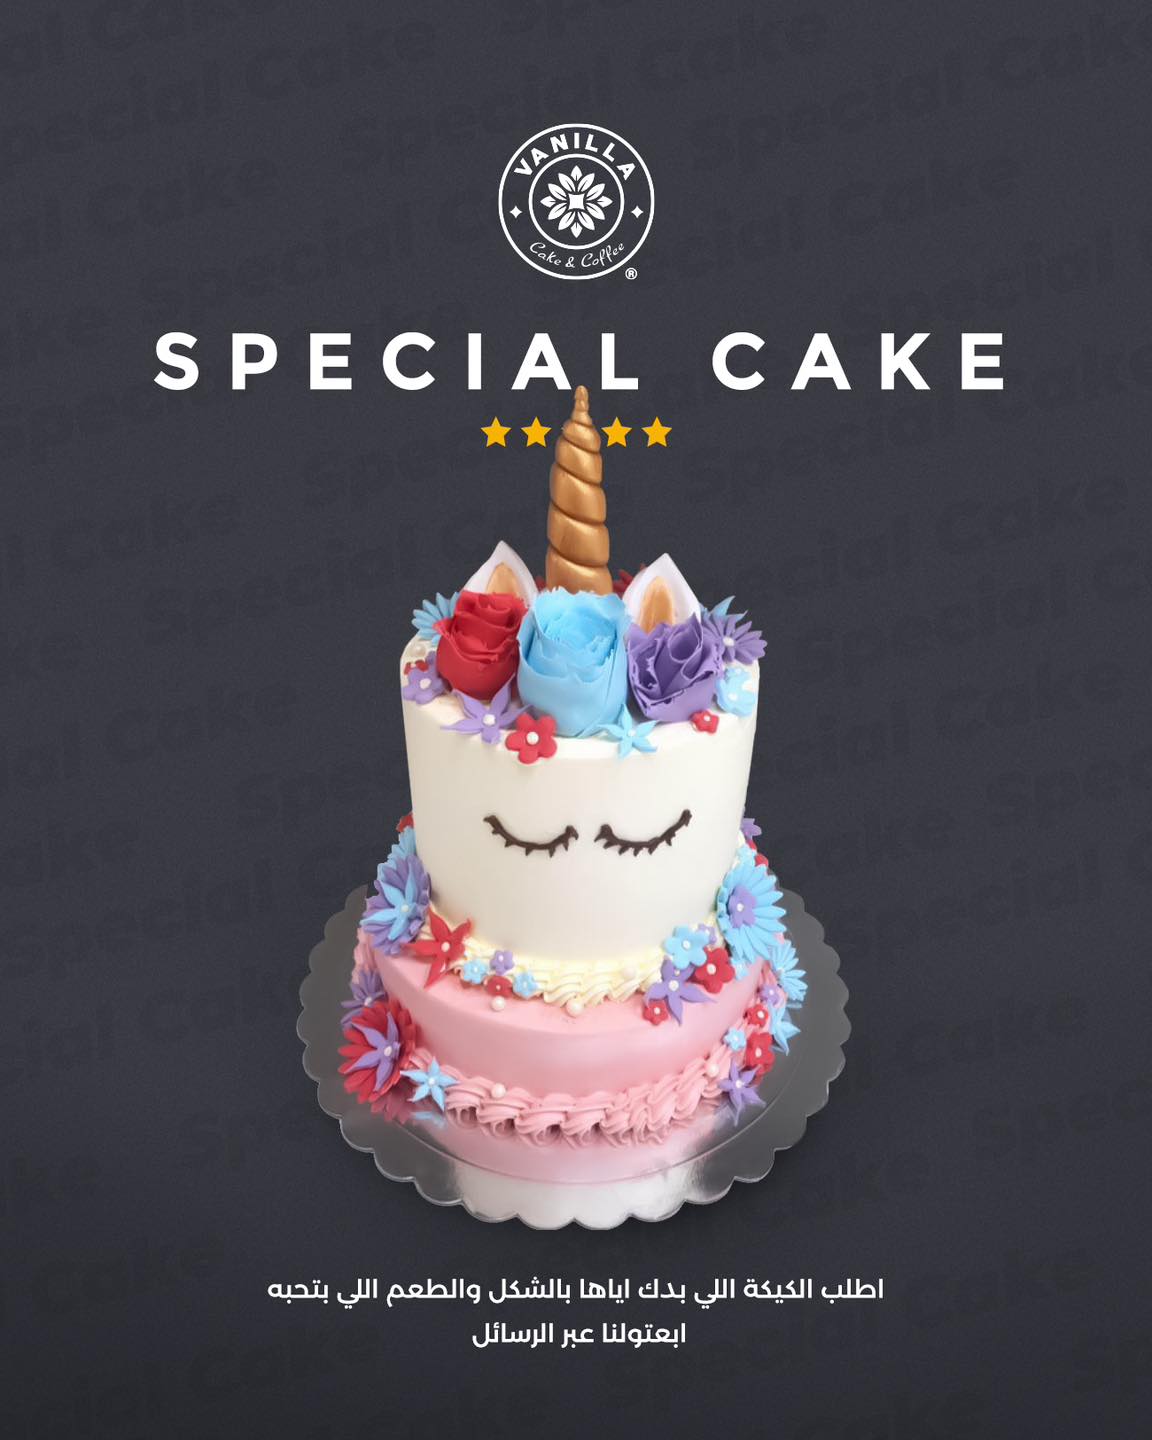 VANILLA
Cake & Coffee
®
SPECIAL CAKE
اطلب الكيكة اللي بدك اياها بالشكل والطعم اللي بتحبه
ابعتولنا عبر الرسائل